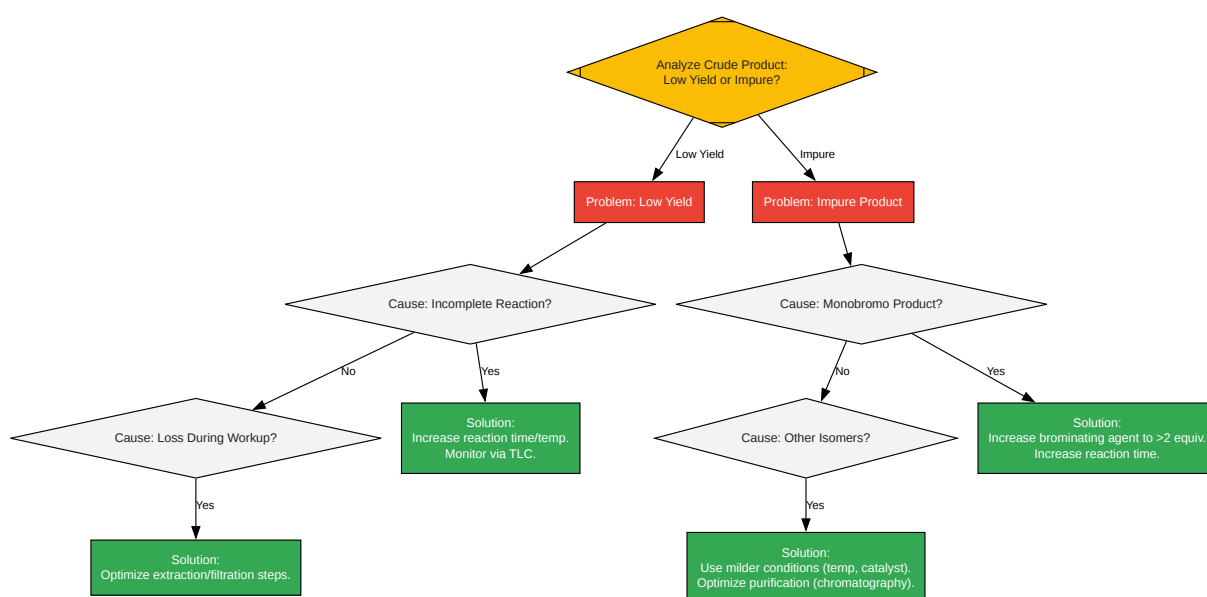 Analyze Crude Product:
Low Yield or Impure?
Low Yield
Impure
Problem: Low Yield
Problem: Impure Product
Cause: Incomplete Reaction?
Cause: Monobromo Product?
No
Yes
No
Yes
Cause: Loss During Workup?
Solution:
Increase reaction time/temp.
Monitor via TLC.
Cause: Other Isomers?
Solution:
Increase brominating agent to >2 equiv.
Increase reaction time.
Yes
Yes
Solution:
Optimize extraction/filtration steps.
Solution:
Use milder conditions (temp, catalyst).
Optimize purification (chromatography).